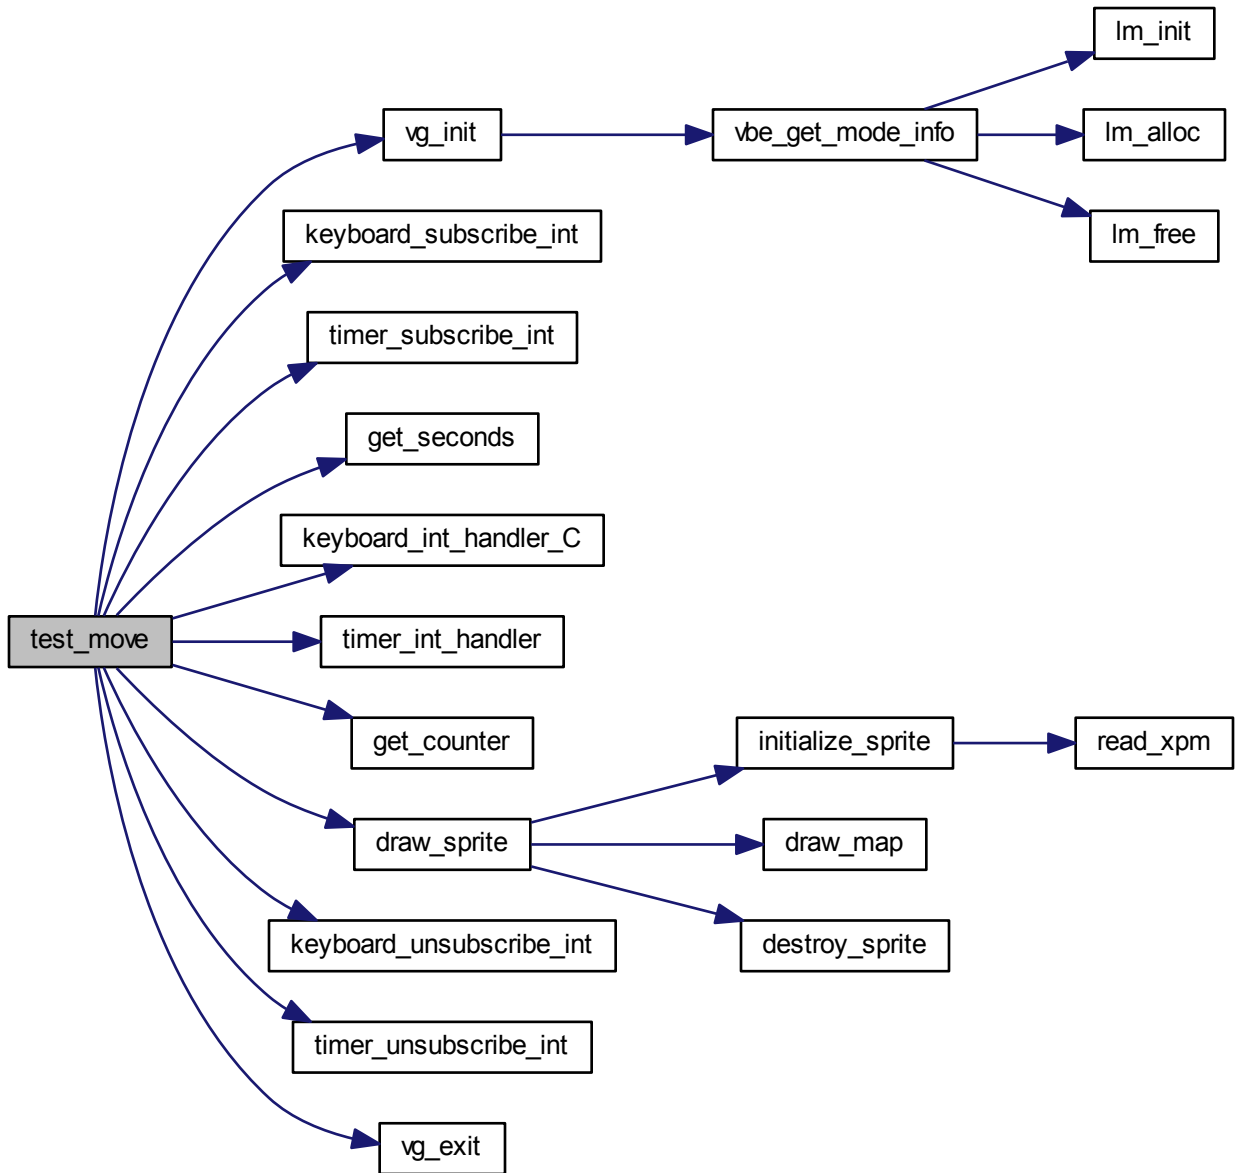 lm_init
vg_init
vbe_get_mode_info
lm_alloc
keyboard_subscribe_int
lm_free
timer_subscribe_int
get_seconds
keyboard_int_handler_C
test_move
timer_int_handler
get_counter
initialize_sprite
read_xpm
draw_sprite
draw_map
keyboard_unsubscribe_int
destroy_sprite
timer_unsubscribe_int
vg_exit